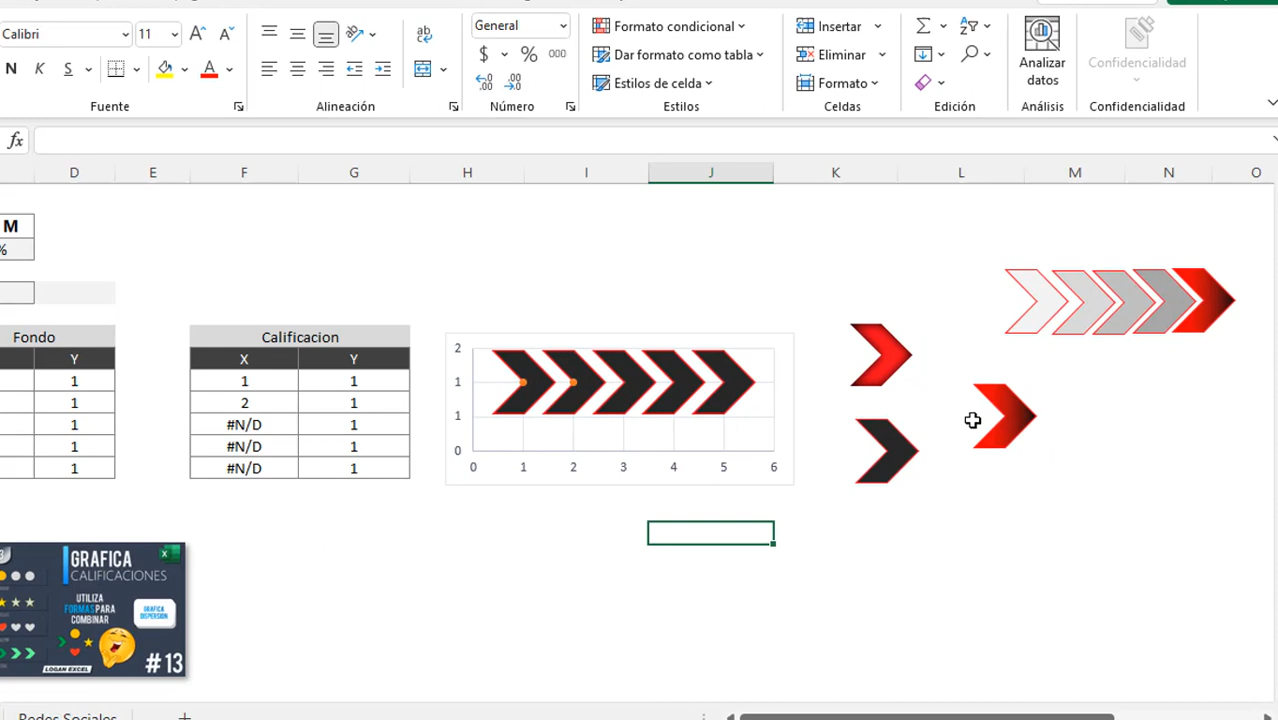 Calibri 11
General
Formato condicional
Insertar
Dar formato como tabla
Eliminar
Estilos de celda
Formato
N K S
$ % 000
Analizar
datos
Confidencialidad
Fuente
Alineación
Número
Estilos
Celdas
Edición
Análisis
Confidencialidad
fx
D E F G H I J K L M N O
M
%
Fondo
Calificacion
Y X Y
1 1 1
1 2 1
1 #N/D 1
1 #N/D 1
1 #N/D 1
2
1
1
0
0 1 2 3 4 5 6
GRAFICA
CALIFICACIONES
UTILIZA
FORMAS PARA
COMBINAR
GRAFICA
DISPERSION
LOGAN EXCEL
#13
Redes Sociales